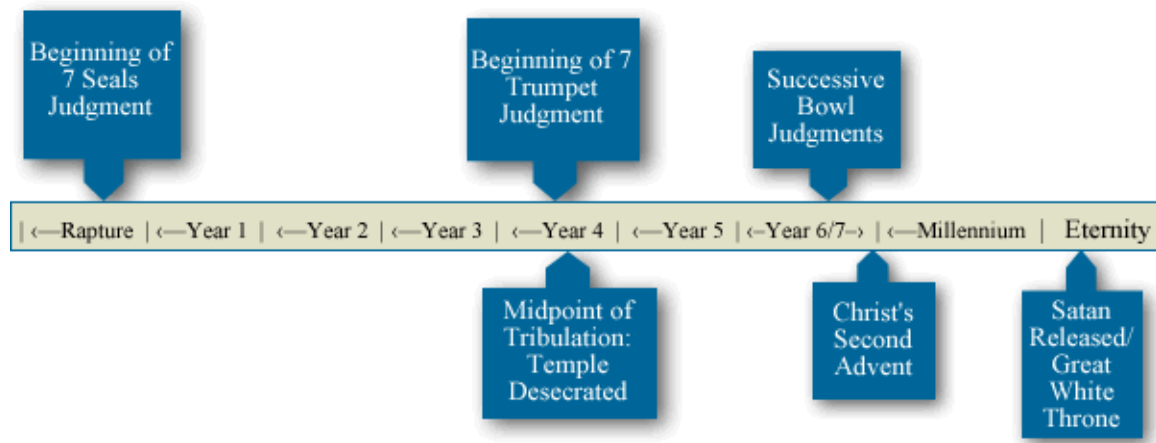 Beginning of
7 Seals
Judgment
Beginning of 7
Trumpet
Judgment
Successive
Bowl
Judgments
| ‹—Rapture | ‹—Year 1 | ‹—Year 2 | ‹—Year 3 | ‹—Year 4 | ‹—Year 5 | ‹–Year 6/7–› | ‹—Millennium | Eternity
Midpoint of
Tribulation:
Temple
Desecrated
Christ's
Second
Advent
Satan
Released/
Great
White
Throne